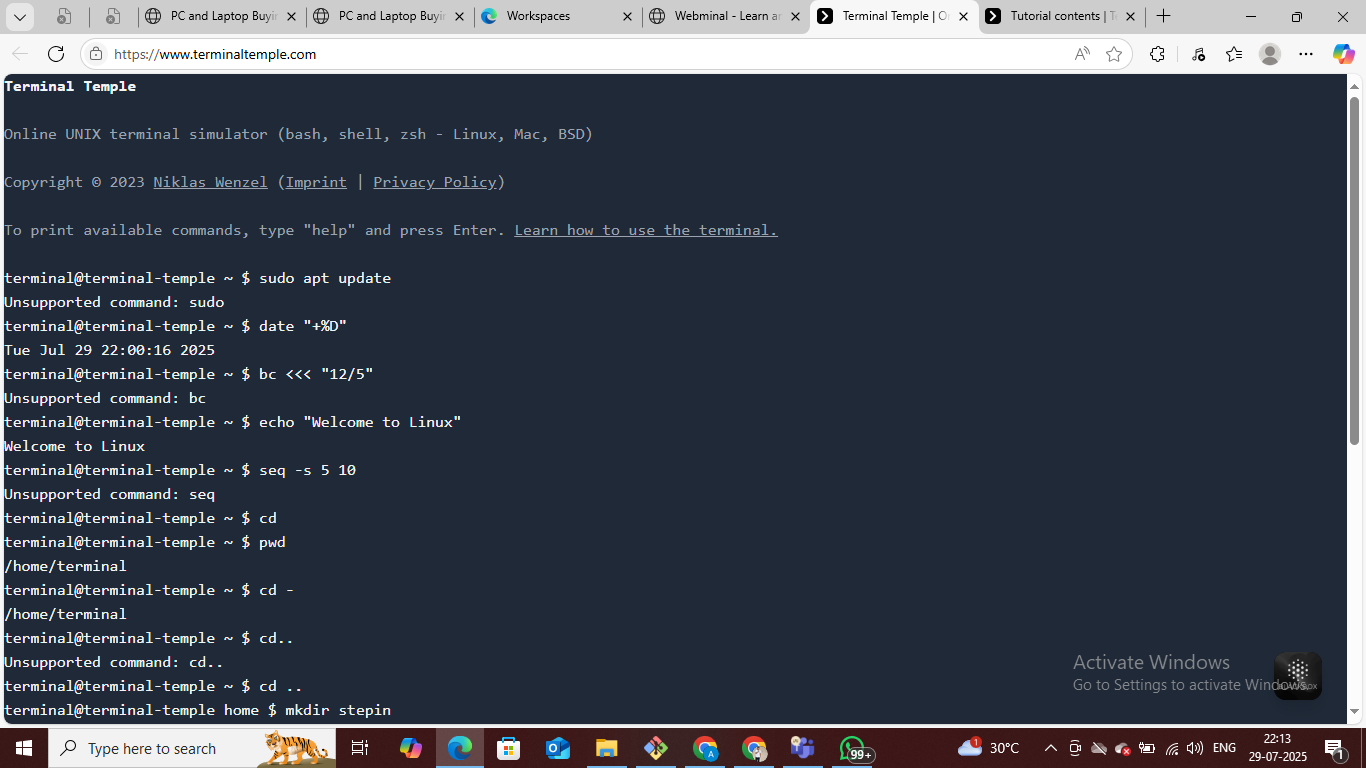 PC and Laptop Buyi
PC and Laptop Buyi
Workspaces
Webminal - Learn a
Terminal Temple | O
Tutorial contents | T
https://www.terminaltemple.com
Terminal Temple
Online UNIX terminal simulator (bash, shell, zsh - Linux, Mac, BSD)
Copyright © 2023 Niklas Wenzel (Imprint | Privacy Policy)
To print available commands, type "help" and press Enter. Learn how to use the terminal.
terminal@terminal-temple ~ $ sudo apt update
Unsupported command: sudo
terminal@terminal-temple ~ $ date "+%D"
Tue Jul 29 22:00:16 2025
terminal@terminal-temple ~ $ bc <<< "12/5"
Unsupported command: bc
terminal@terminal-temple ~ $ echo "Welcome to Linux"
Welcome to Linux
terminal@terminal-temple ~ $ seq -s 5 10
Unsupported command: seq
terminal@terminal-temple ~ $ cd
terminal@terminal-temple ~ $ pwd
/home/terminal
terminal@terminal-temple ~ $ cd -
/home/terminal
terminal@terminal-temple ~ $ cd..
Unsupported command: cd..
terminal@terminal-temple ~ $ cd ..
terminal@terminal-temple home $ mkdir stepin
Activate Windows
Go to Settings to activate Windows.
Type here to search
99+
1
30°C
ENG
22:13
29-07-2025
1